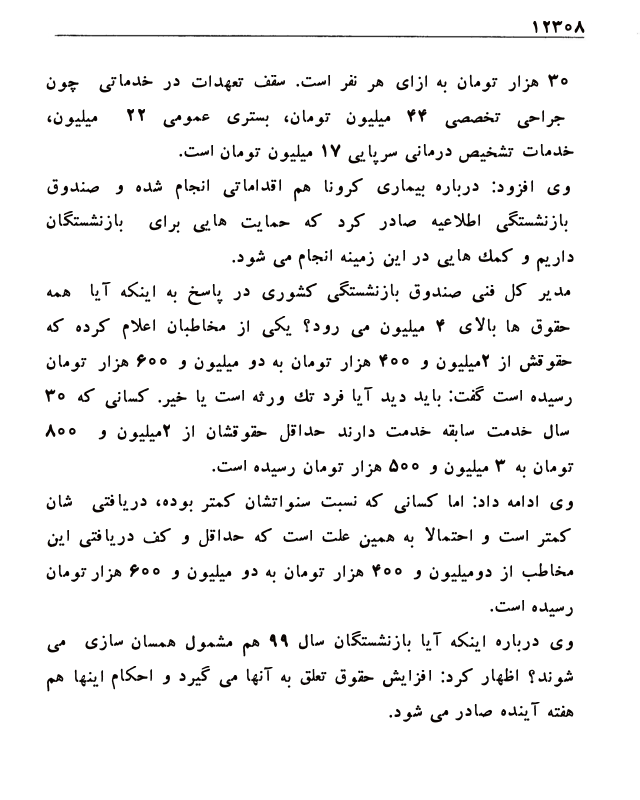 ۱۲۳۰۸
۳۰ هزار تومان به ازای هر نفر است. سقف تعهدات در خدماتی چون
جراحی تخصصی ۴۴ میلیون تومان، بستری عمومی ۲۲ میلیون،
خدمات تشخیص درمانی سرپایی ۱۷ میلیون تومان است.
وی افزود: درباره بیماری کرونا هم اقداماتی انجام شده و صندوق
بازنشستگی اطلاعیه صادر کرد که حمایت هایی برای بازنشستگان
داریم و کمك هایی در این زمینه انجام می شود.
مدیر کل فنی صندوق بازنشستگی کشوری در پاسخ به اینکه آیا همه
حقوق ها بالای ۴ میلیون می رود؟ یکی از مخاطبان اعلام کرده که
حقوقش از ۲میلیون و ۴۰۰ هزار تومان به دو میلیون و ۶۰۰ هزار تومان
رسیده است گفت: باید دید آیا فرد تك ورثه است یا خیر. کسانی که ۳۰
سال خدمت سابقه خدمت دارند حداقل حقوقشان از ۲میلیون و ۸۰۰
تومان به ۳ میلیون و ۵۰۰ هزار تومان رسیده است.
وی ادامه داد: اما کسانی که نسبت سنواتشان کمتر بوده، دریافتی شان
کمتر است و احتمالا به همین علت است که حداقل و کف دریافتی این
مخاطب از دومیلیون و ۴۰۰ هزار تومان به دو میلیون و ۶۰۰ هزار تومان
رسیده است.
وی درباره اینکه آیا بازنشستگان سال ۹۹ هم مشمول همسان سازی می
شوند؟ اظهار کرد: افزایش حقوق تعلق به آنها می گیرد و احکام اینها هم
هفته آینده صادر می شود.